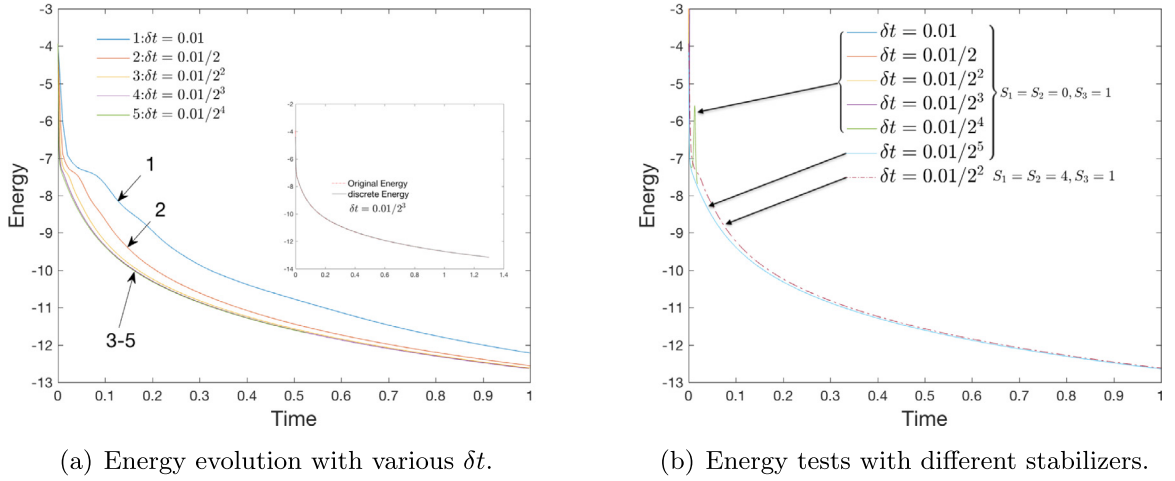 -3
-4
-5
-6
-7
-8
-9
-10
-11
-12
-13
Energy
1:δt = 0.01
2:δt = 0.01/2
3:δt = 0.01/2²
4:δt = 0.01/2³
5:δt = 0.01/2⁴
1
2
3-5
-2
-4
-6
-8
-10
-12
-14
Original Energy
discrete Energy
δt = 0.01/2³
0 0.2 0.4 0.6 0.8 1 1.2 1.4
0 0.1 0.2 0.3 0.4 0.5 0.6 0.7 0.8 0.9 1
Time
(a) Energy evolution with various δt.
-3
-4
-5
-6
-7
-8
-9
-10
-11
-12
-13
Energy
δt = 0.01
δt = 0.01/2
δt = 0.01/2²
δt = 0.01/2³
δt = 0.01/2⁴
δt = 0.01/2⁵
S₁ = S₂ = 0, S₃ = 1
δt = 0.01/2² S₁ = S₂ = 4, S₃ = 1
0 0.1 0.2 0.3 0.4 0.5 0.6 0.7 0.8 0.9 1
Time
(b) Energy tests with different stabilizers.